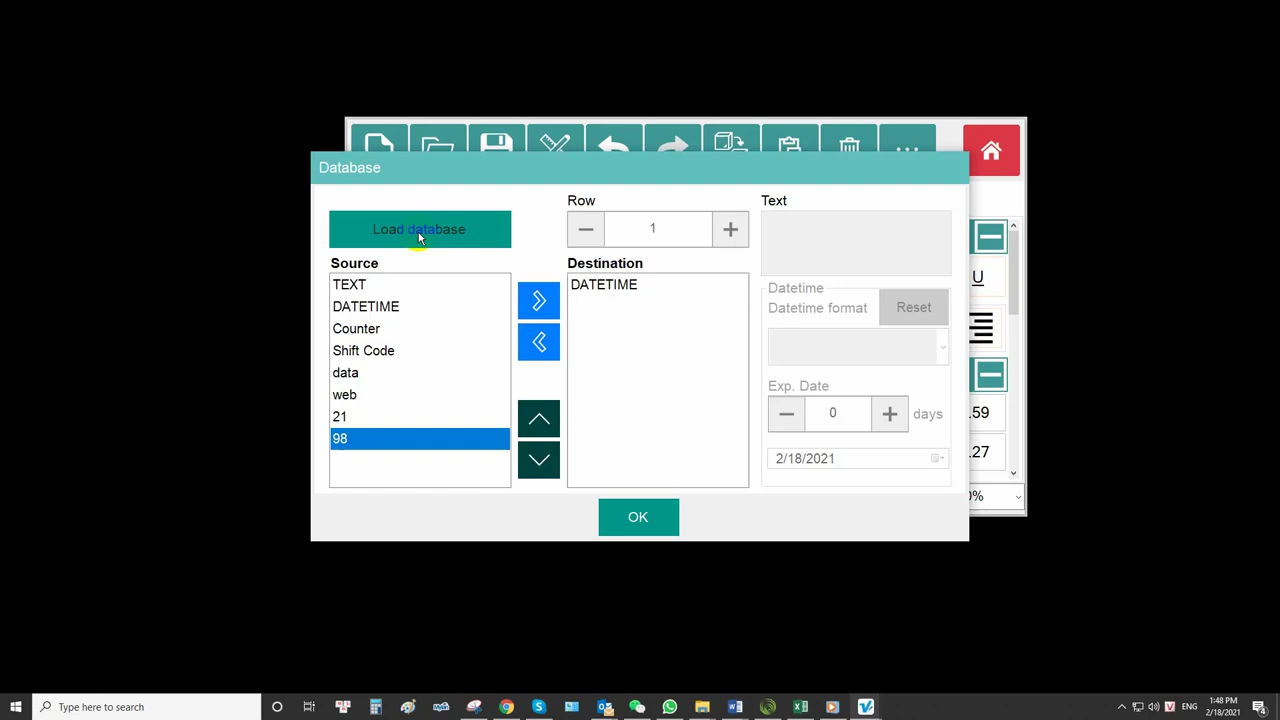 Database
Row
Text
Load database
1
Source
Destination
TEXT
DATETIME
Counter
Shift Code
data
web
21
98
DATETIME
Datetime
Datetime format
Reset
Exp. Date
0
days
2/18/2021
OK
U
.59
.27
0%
Type here to search
ENG
1:48 PM
2/18/2021